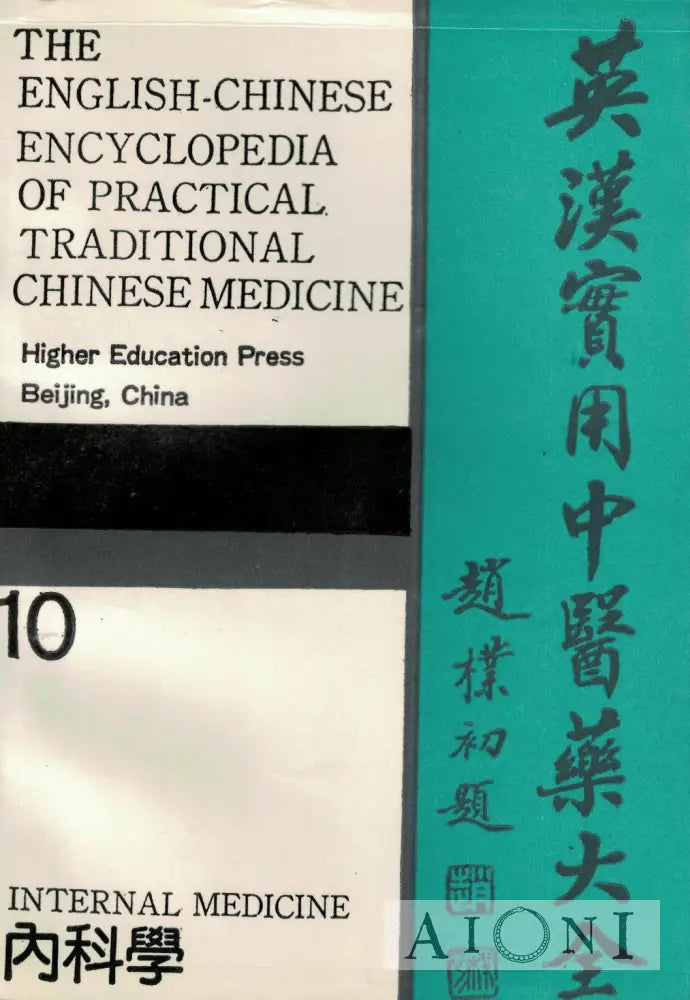 THE
ENGLISH-CHINESE
ENCYCLOPEDIA
OF PRACTICAL
TRADITIONAL
CHINESE MEDICINE
Higher Education Press
Beijing, China
10
INTERNAL MEDICINE
內科學
英漢實用中醫藥大全
趙樸初題
AIONI